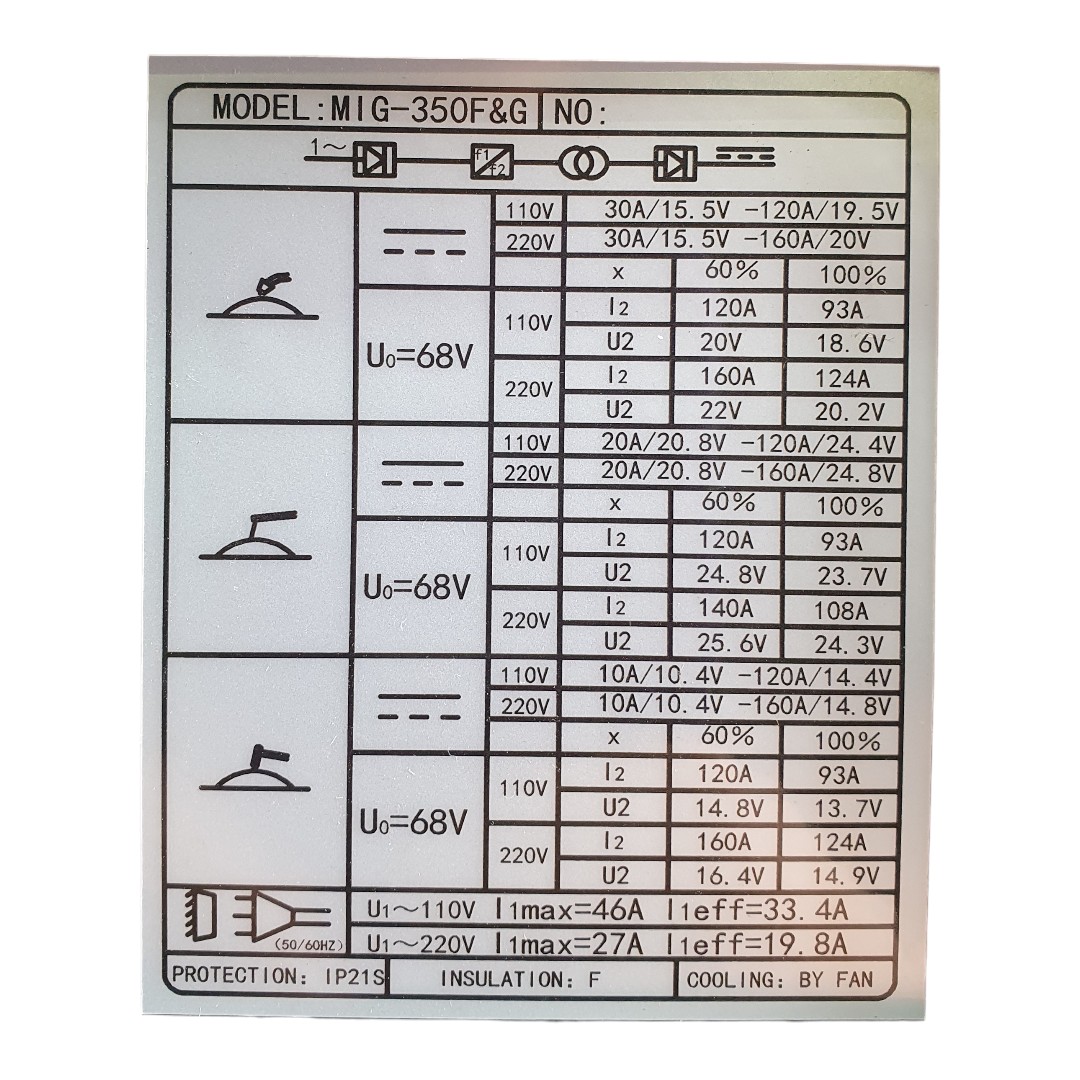 MODEL:MIG-350F&G NO:
1~ f1 f2
110V 30A/15.5V -120A/19.5V
220V 30A/15.5V -160A/20V
x 60% 100%
U0=68V
110V I2 120A 93A
U2 20V 18.6V
220V I2 160A 124A
U2 22V 20.2V
110V 20A/20.8V -120A/24.4V
220V 20A/20.8V -160A/24.8V
x 60% 100%
U0=68V
110V I2 120A 93A
U2 24.8V 23.7V
220V I2 140A 108A
U2 25.6V 24.3V
110V 10A/10.4V -120A/14.4V
220V 10A/10.4V -160A/14.8V
x 60% 100%
U0=68V
110V I2 120A 93A
U2 14.8V 13.7V
220V I2 160A 124A
U2 16.4V 14.9V
(50/60HZ)
U1~110V I1max=46A I1eff=33.4A
U1~220V I1max=27A I1eff=19.8A
PROTECTION: IP21S INSULATION: F COOLING: BY FAN